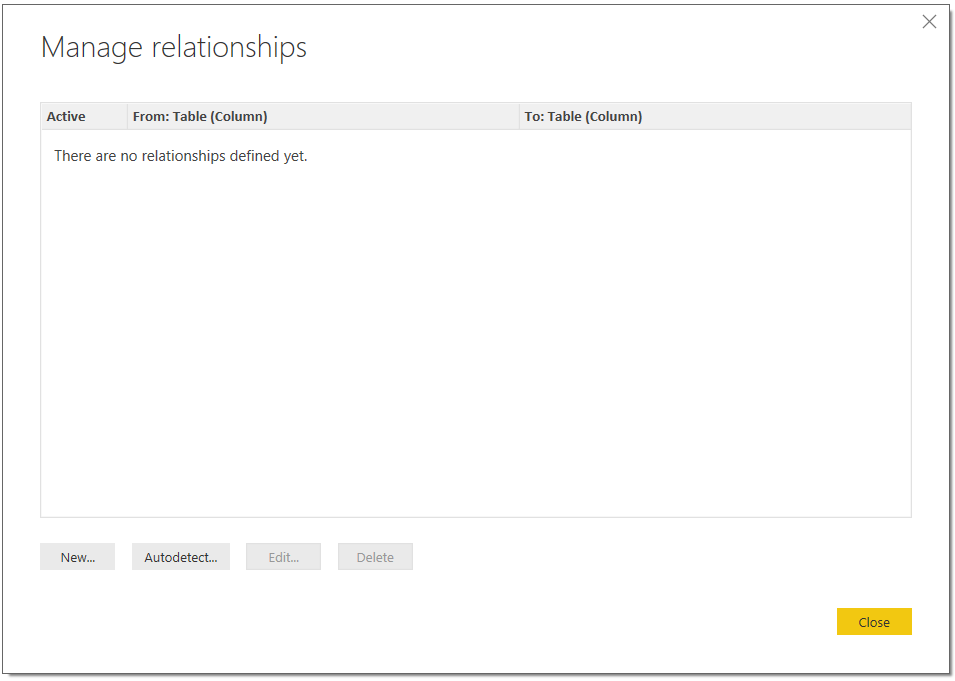 Manage relationships
Active From: Table (Column) To: Table (Column)
There are no relationships defined yet.
New... Autodetect... Edit... Delete
Close